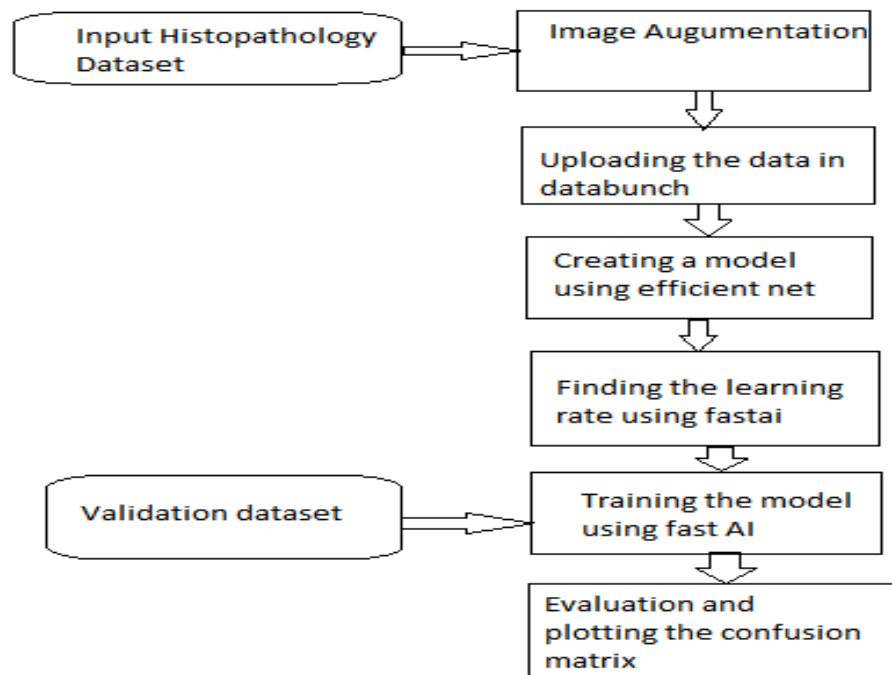 Input Histopathology
Dataset
Image Augumentation
Uploading the data in
databunch
Creating a model
using efficient net
Finding the learning
rate using fastai
Validation dataset
Training the model
using fast AI
Evaluation and
plotting the confusion
matrix